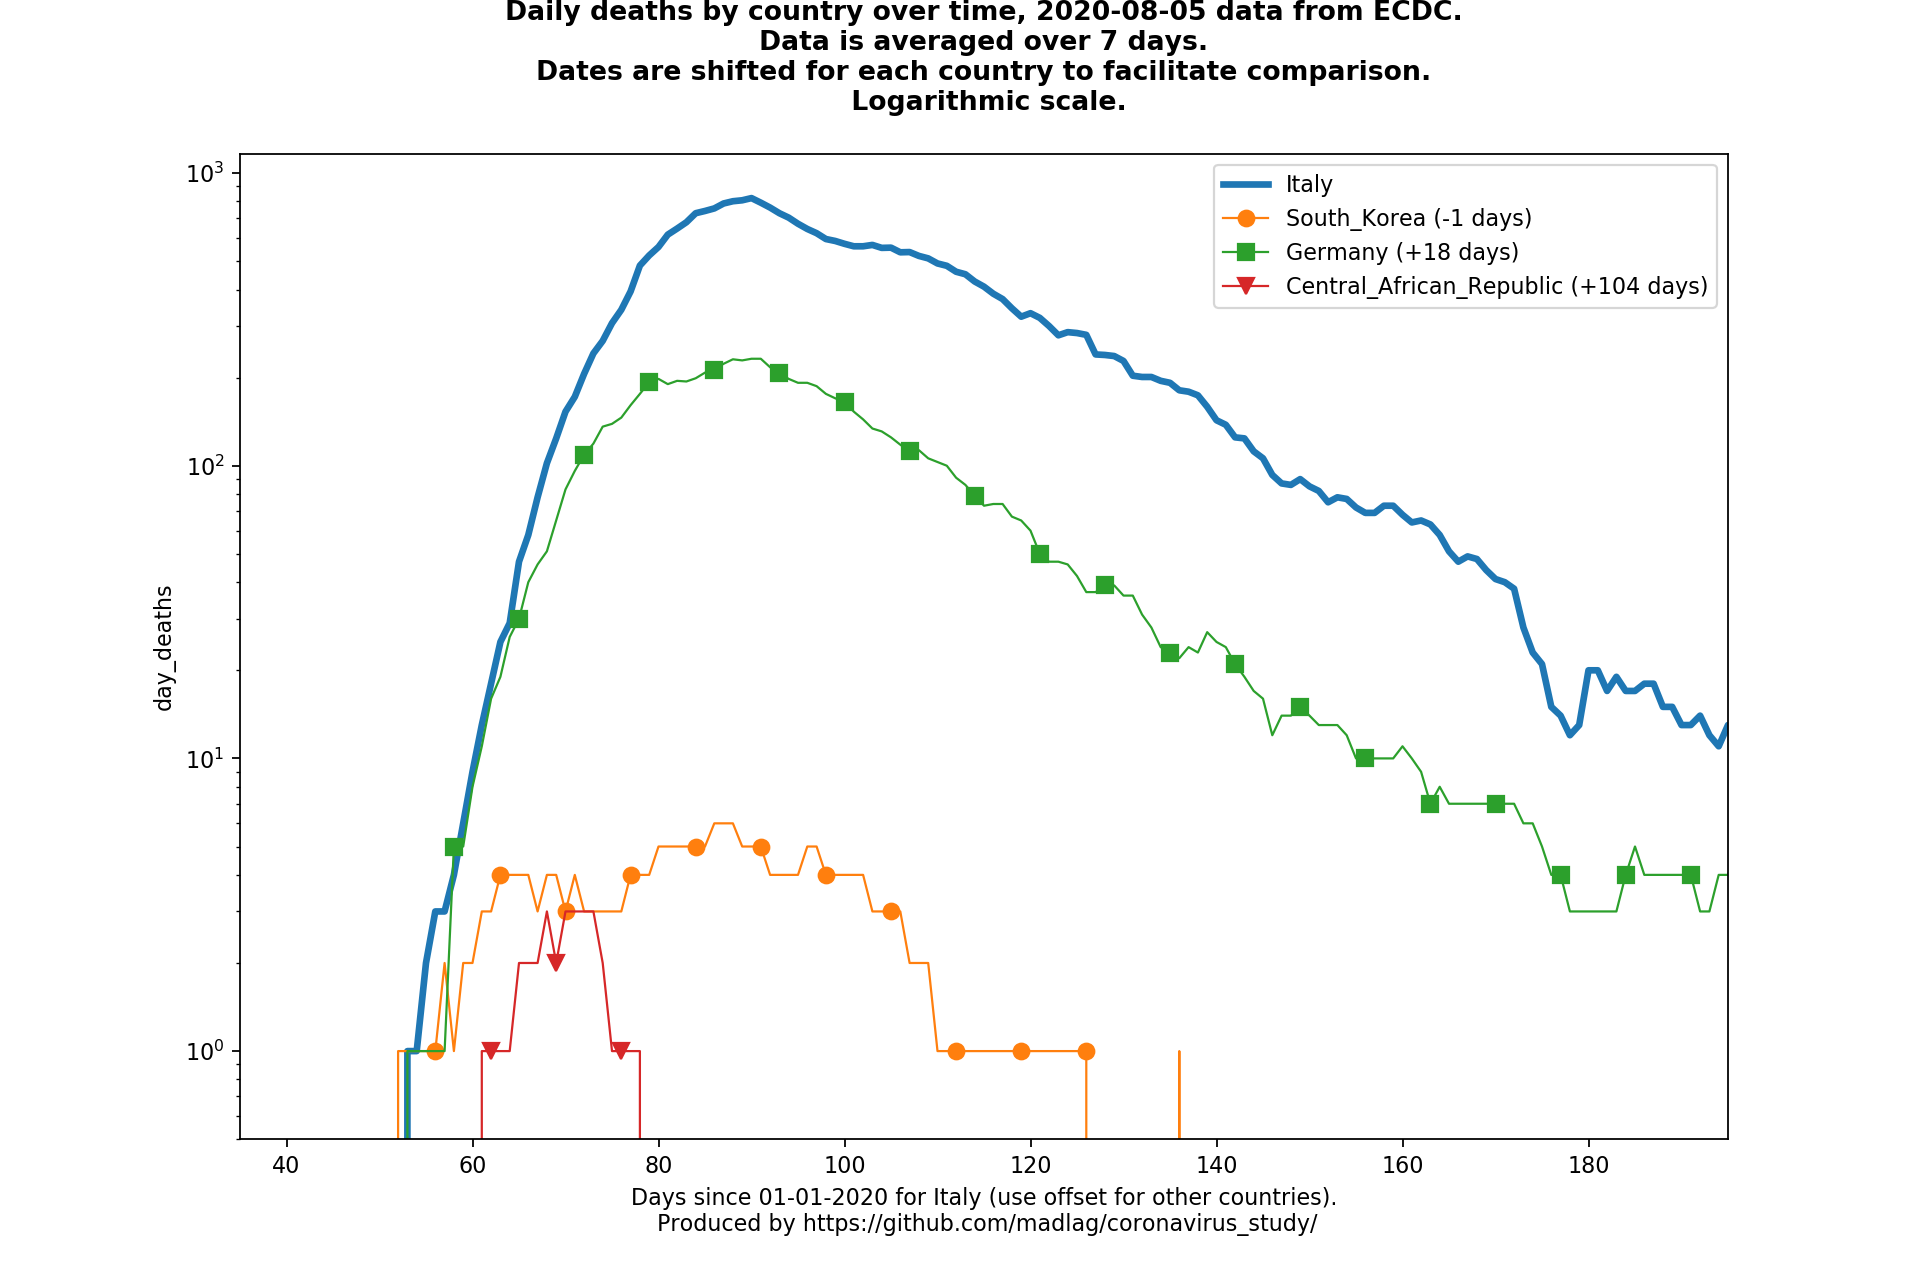 Daily deaths by country over time, 2020-08-05 data from ECDC.
Data is averaged over 7 days.
Dates are shifted for each country to facilitate comparison.
Logarithmic scale.
10³
10²
10¹
10⁰
day_deaths
Italy
South_Korea (-1 days)
Germany (+18 days)
Central_African_Republic (+104 days)
40 60 80 100 120 140 160 180
Days since 01-01-2020 for Italy (use offset for other countries).
Produced by https://github.com/madlag/coronavirus_study/